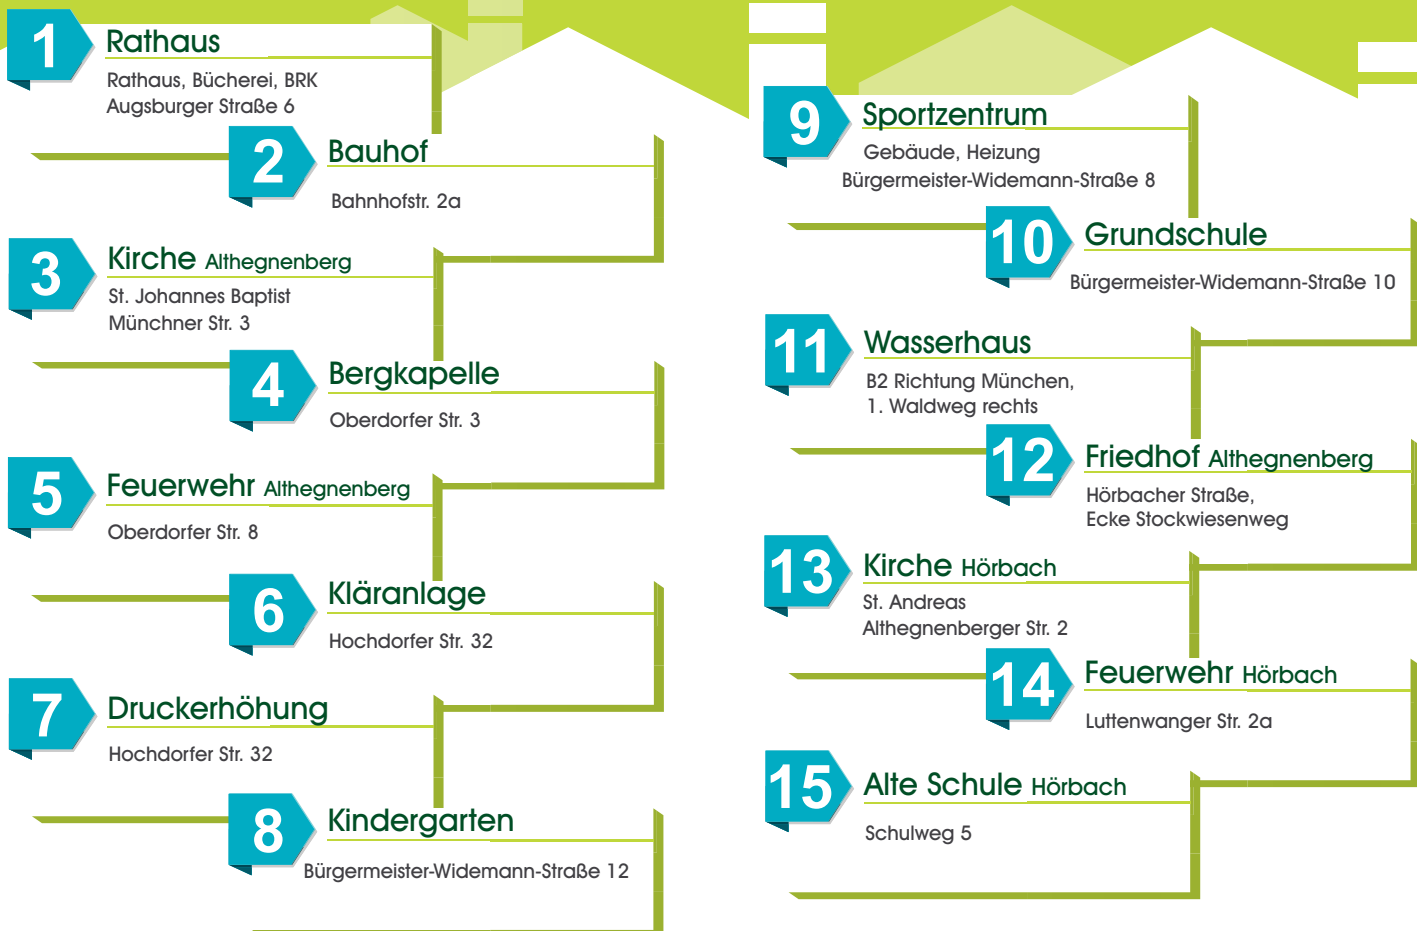 1
Rathaus
Rathaus, Bücherei, BRK
Augsburger Straße 6
2
Bauhof
Bahnhofstr. 2a
3
Kirche Althegnenberg
St. Johannes Baptist
Münchner Str. 3
4
Bergkapelle
Oberdorfer Str. 3
5
Feuerwehr Althegnenberg
Oberdorfer Str. 8
6
Kläranlage
Hochdorfer Str. 32
7
Druckerhöhung
Hochdorfer Str. 32
8
Kindergarten
Bürgermeister-Widemann-Straße 12
9
Sportzentrum
Gebäude, Heizung
Bürgermeister-Widemann-Straße 8
10
Grundschule
Bürgermeister-Widemann-Straße 10
11
Wasserhaus
B2 Richtung München,
1. Waldweg rechts
12
Friedhof Althegnenberg
Hörbacher Straße,
Ecke Stockwiesenweg
13
Kirche Hörbach
St. Andreas
Althegnenberger Str. 2
14
Feuerwehr Hörbach
Luttenwanger Str. 2a
15
Alte Schule Hörbach
Schulweg 5